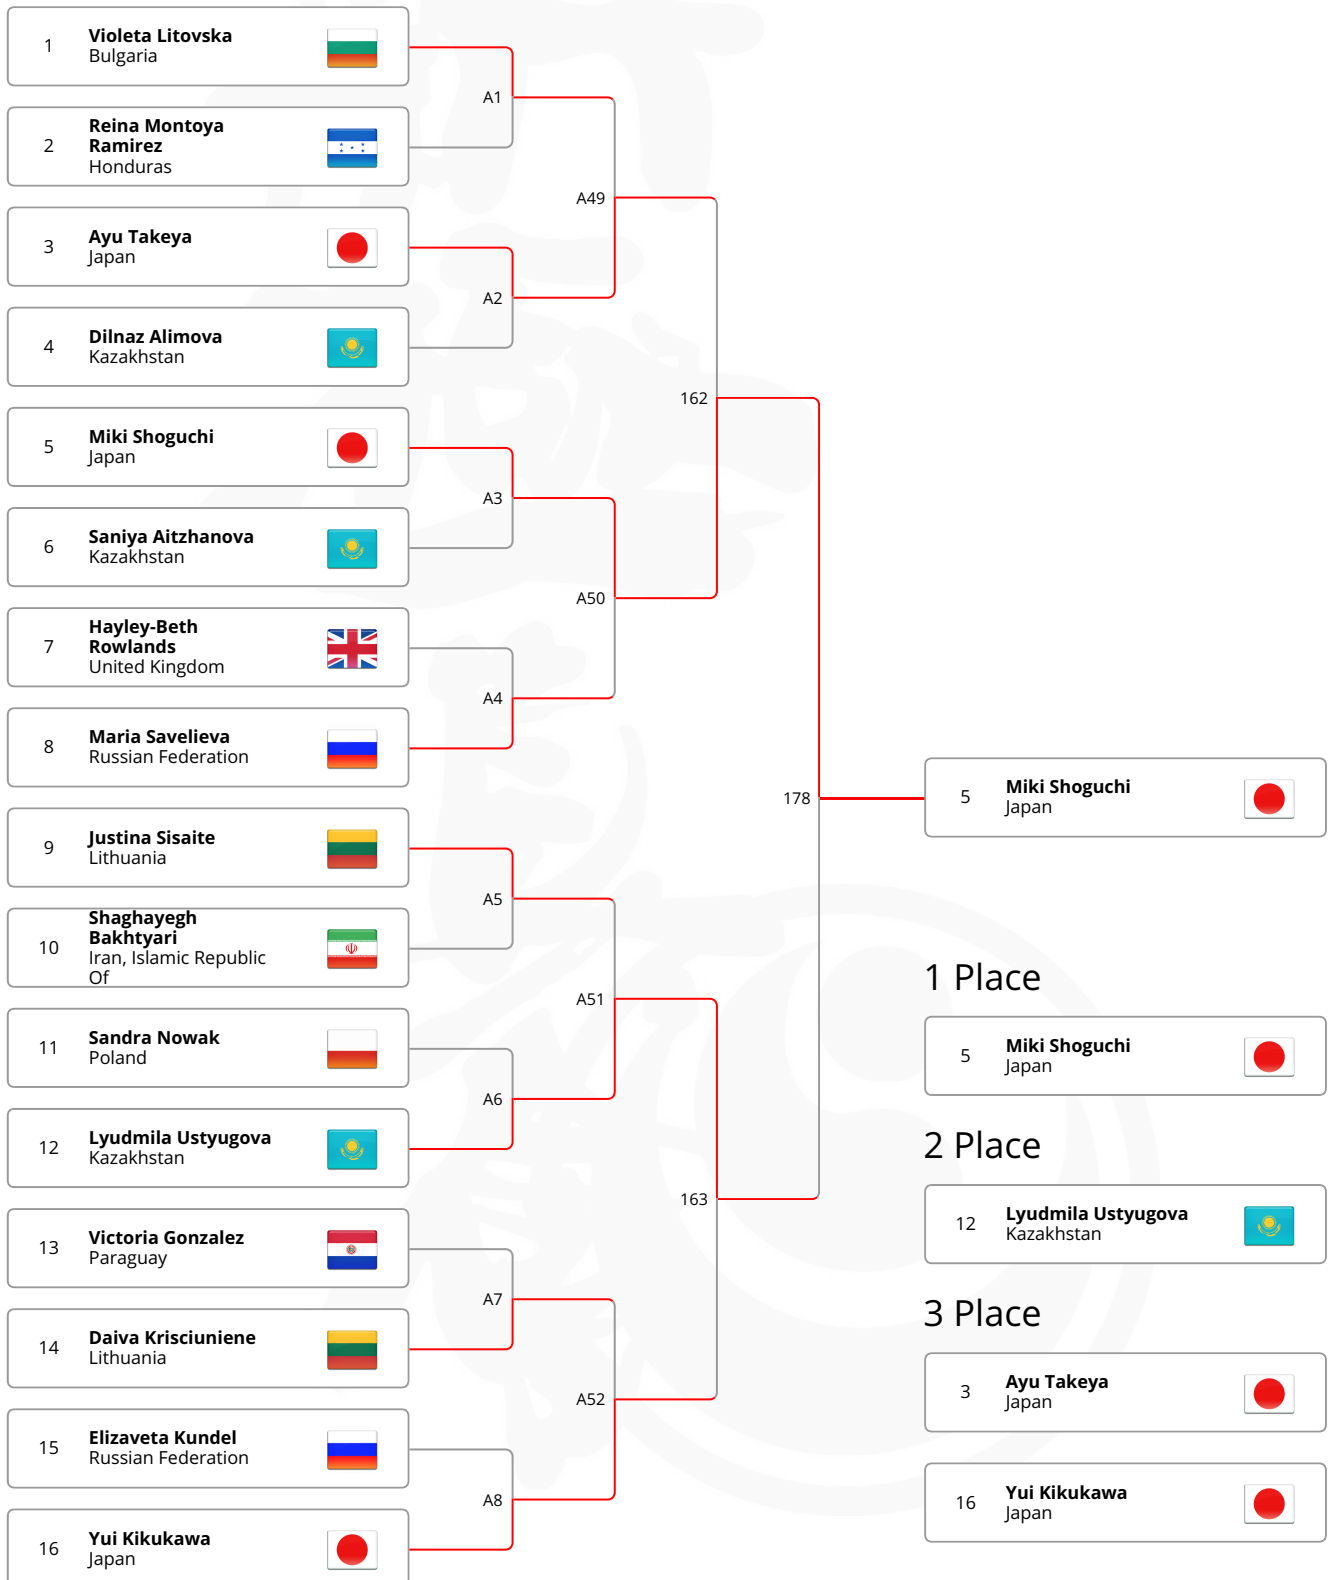 1
Violeta Litovska
Bulgaria
A1
2
Reina Montoya
Ramirez
Honduras
A49
3
Ayu Takeya
Japan
A2
4
Dilnaz Alimova
Kazakhstan
162
5
Miki Shoguchi
Japan
A3
6
Saniya Aitzhanova
Kazakhstan
A50
7
Hayley-Beth
Rowlands
United Kingdom
A4
8
Maria Savelieva
Russian Federation
178
5
Miki Shoguchi
Japan
9
Justina Sisaite
Lithuania
A5
10
Shaghayegh
Bakhtyari
Iran, Islamic Republic
Of
A51
11
Sandra Nowak
Poland
A6
12
Lyudmila Ustyugova
Kazakhstan
163
13
Victoria Gonzalez
Paraguay
A7
14
Daiva Krisciuniene
Lithuania
A52
15
Elizaveta Kundel
Russian Federation
A8
16
Yui Kikukawa
Japan
1 Place
5
Miki Shoguchi
Japan
2 Place
12
Lyudmila Ustyugova
Kazakhstan
3 Place
3
Ayu Takeya
Japan
16
Yui Kikukawa
Japan